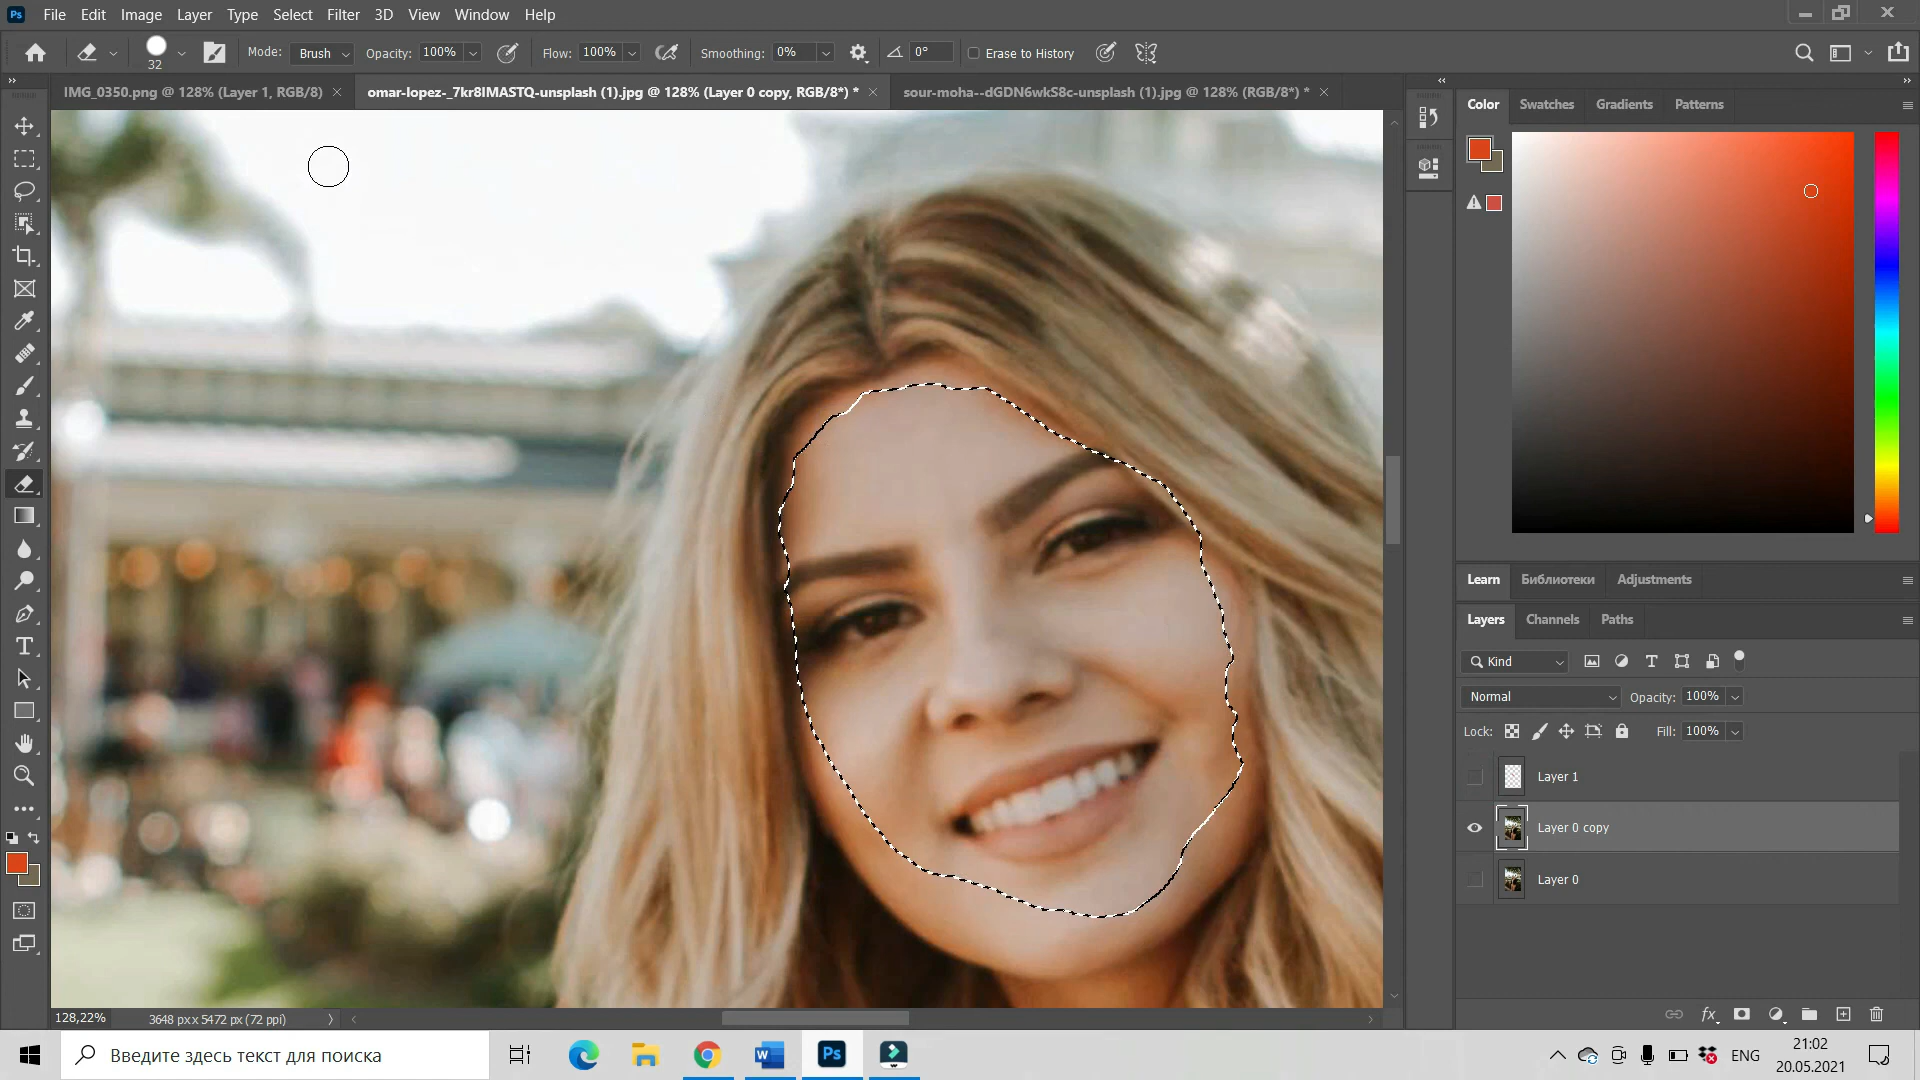 Ps File Edit Image Layer Type Select Filter 3D View Window Help
32 Mode: Brush Opacity: 100% Flow: 100% Smoothing: 0% 0° Erase to History
IMG_0350.png @ 128% (Layer 1, RGB/8) × omar-lopez-_7kr8IMASTQ-unsplash (1).jpg @ 128% (Layer 0 copy, RGB/8*) * × sour-moha--dGDN6wkS8c-unsplash (1).jpg @ 128% (RGB/8*) * ×
Color Swatches Gradients Patterns
Learn Библиотеки Adjustments
Layers Channels Paths
Kind
Normal Opacity: 100%
Lock: Fill: 100%
Layer 1
Layer 0 copy
Layer 0
fx
128,22% 3648 px x 5472 px (72 ppi)
Введите здесь текст для поиска
W
Ps
ENG
21:02
20.05.2021